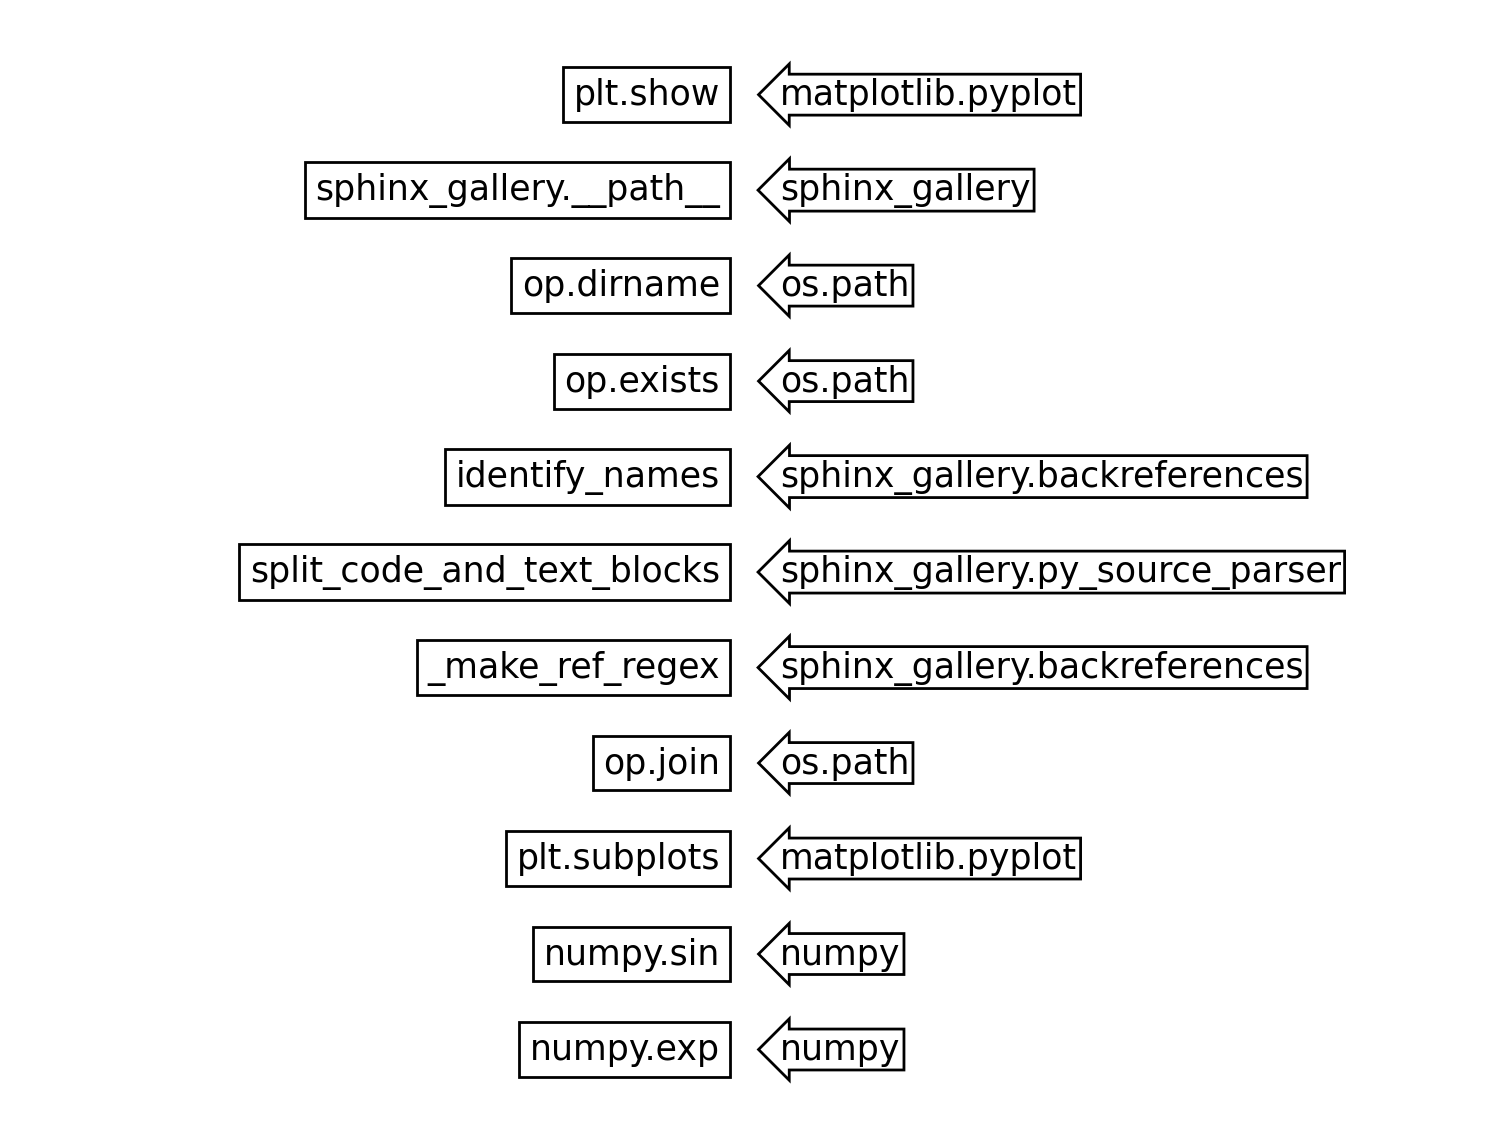 plt.show matplotlib.pyplot
sphinx_gallery.__path__ sphinx_gallery
op.dirname os.path
op.exists os.path
identify_names sphinx_gallery.backreferences
split_code_and_text_blocks sphinx_gallery.py_source_parser
_make_ref_regex sphinx_gallery.backreferences
op.join os.path
plt.subplots matplotlib.pyplot
numpy.sin numpy
numpy.exp numpy